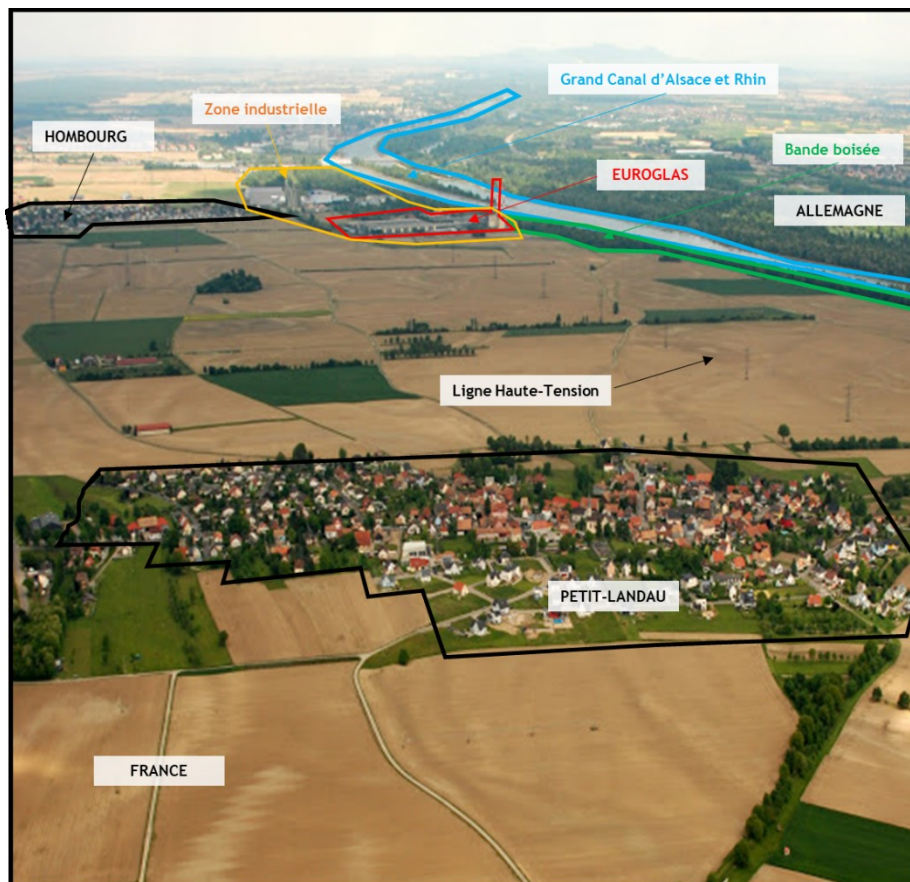 Grand Canal d'Alsace et Rhin
Zone industrielle
HOMBOURG
Bande boisée
EUROGLAS
ALLEMAGNE
Ligne Haute-Tension
PETIT-LANDAU
FRANCE